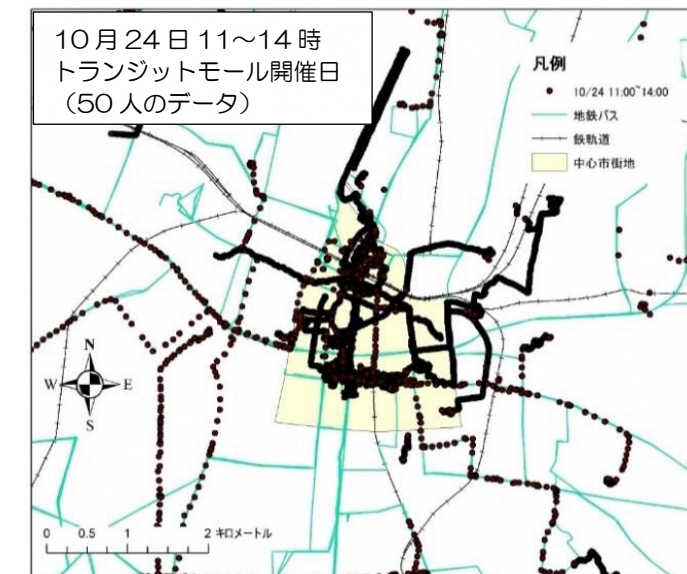 10月24日11～14時
トランジットモール開催日
（50人のデータ）
凡例
10/24 11:00~14:00
地鉄バス
鉄軌道
中心市街地
N
W E
S
0 0.5 1 2 キロメートル